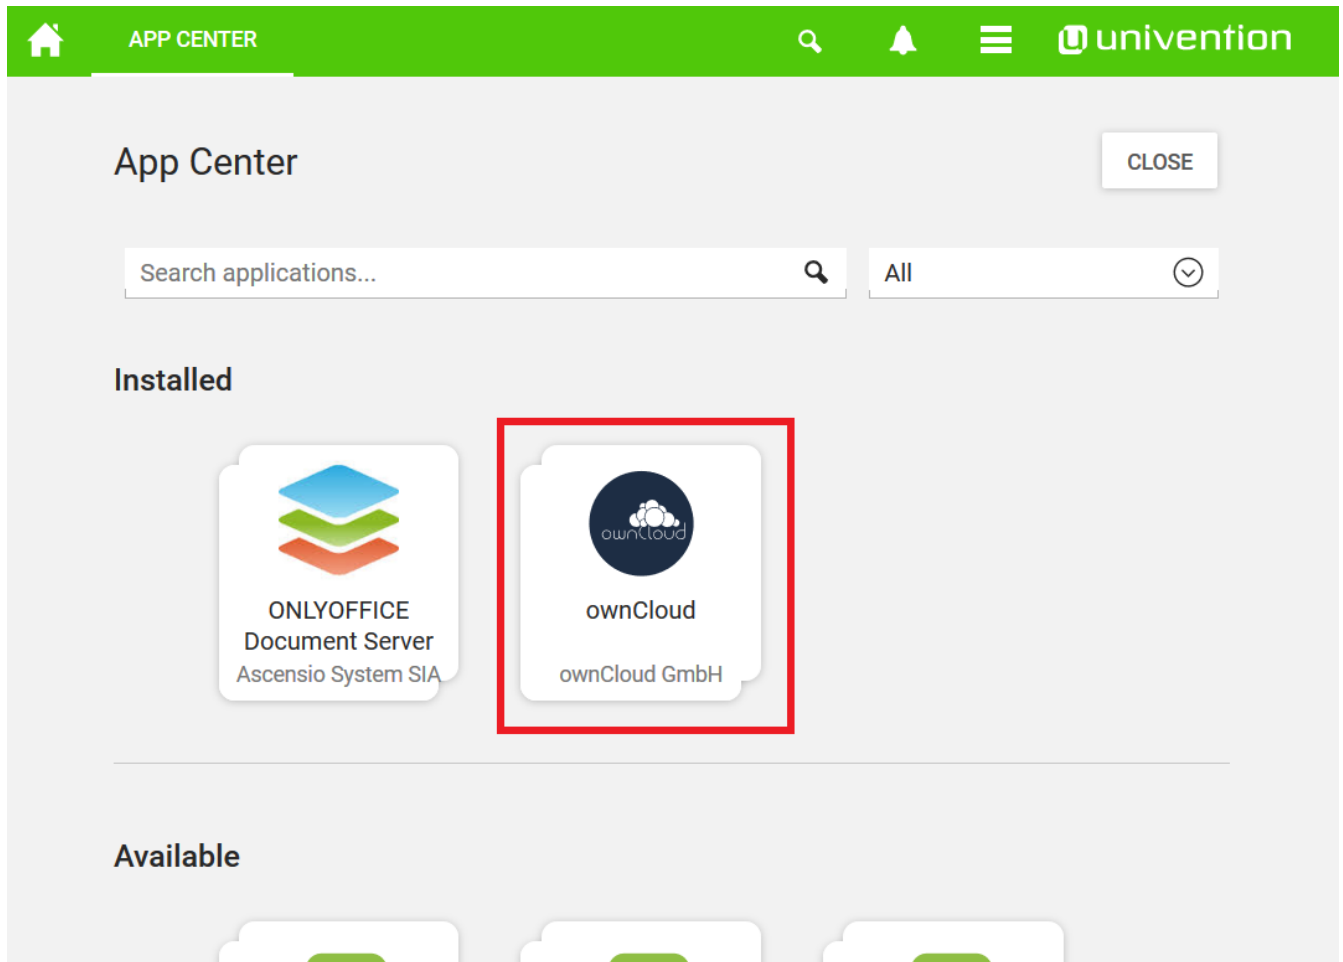 APP CENTER
univention
App Center
CLOSE
Search applications...
All
Installed
ownCloud
ONLYOFFICE
Document Server
Ascensio System SIA
ownCloud
ownCloud GmbH
Available